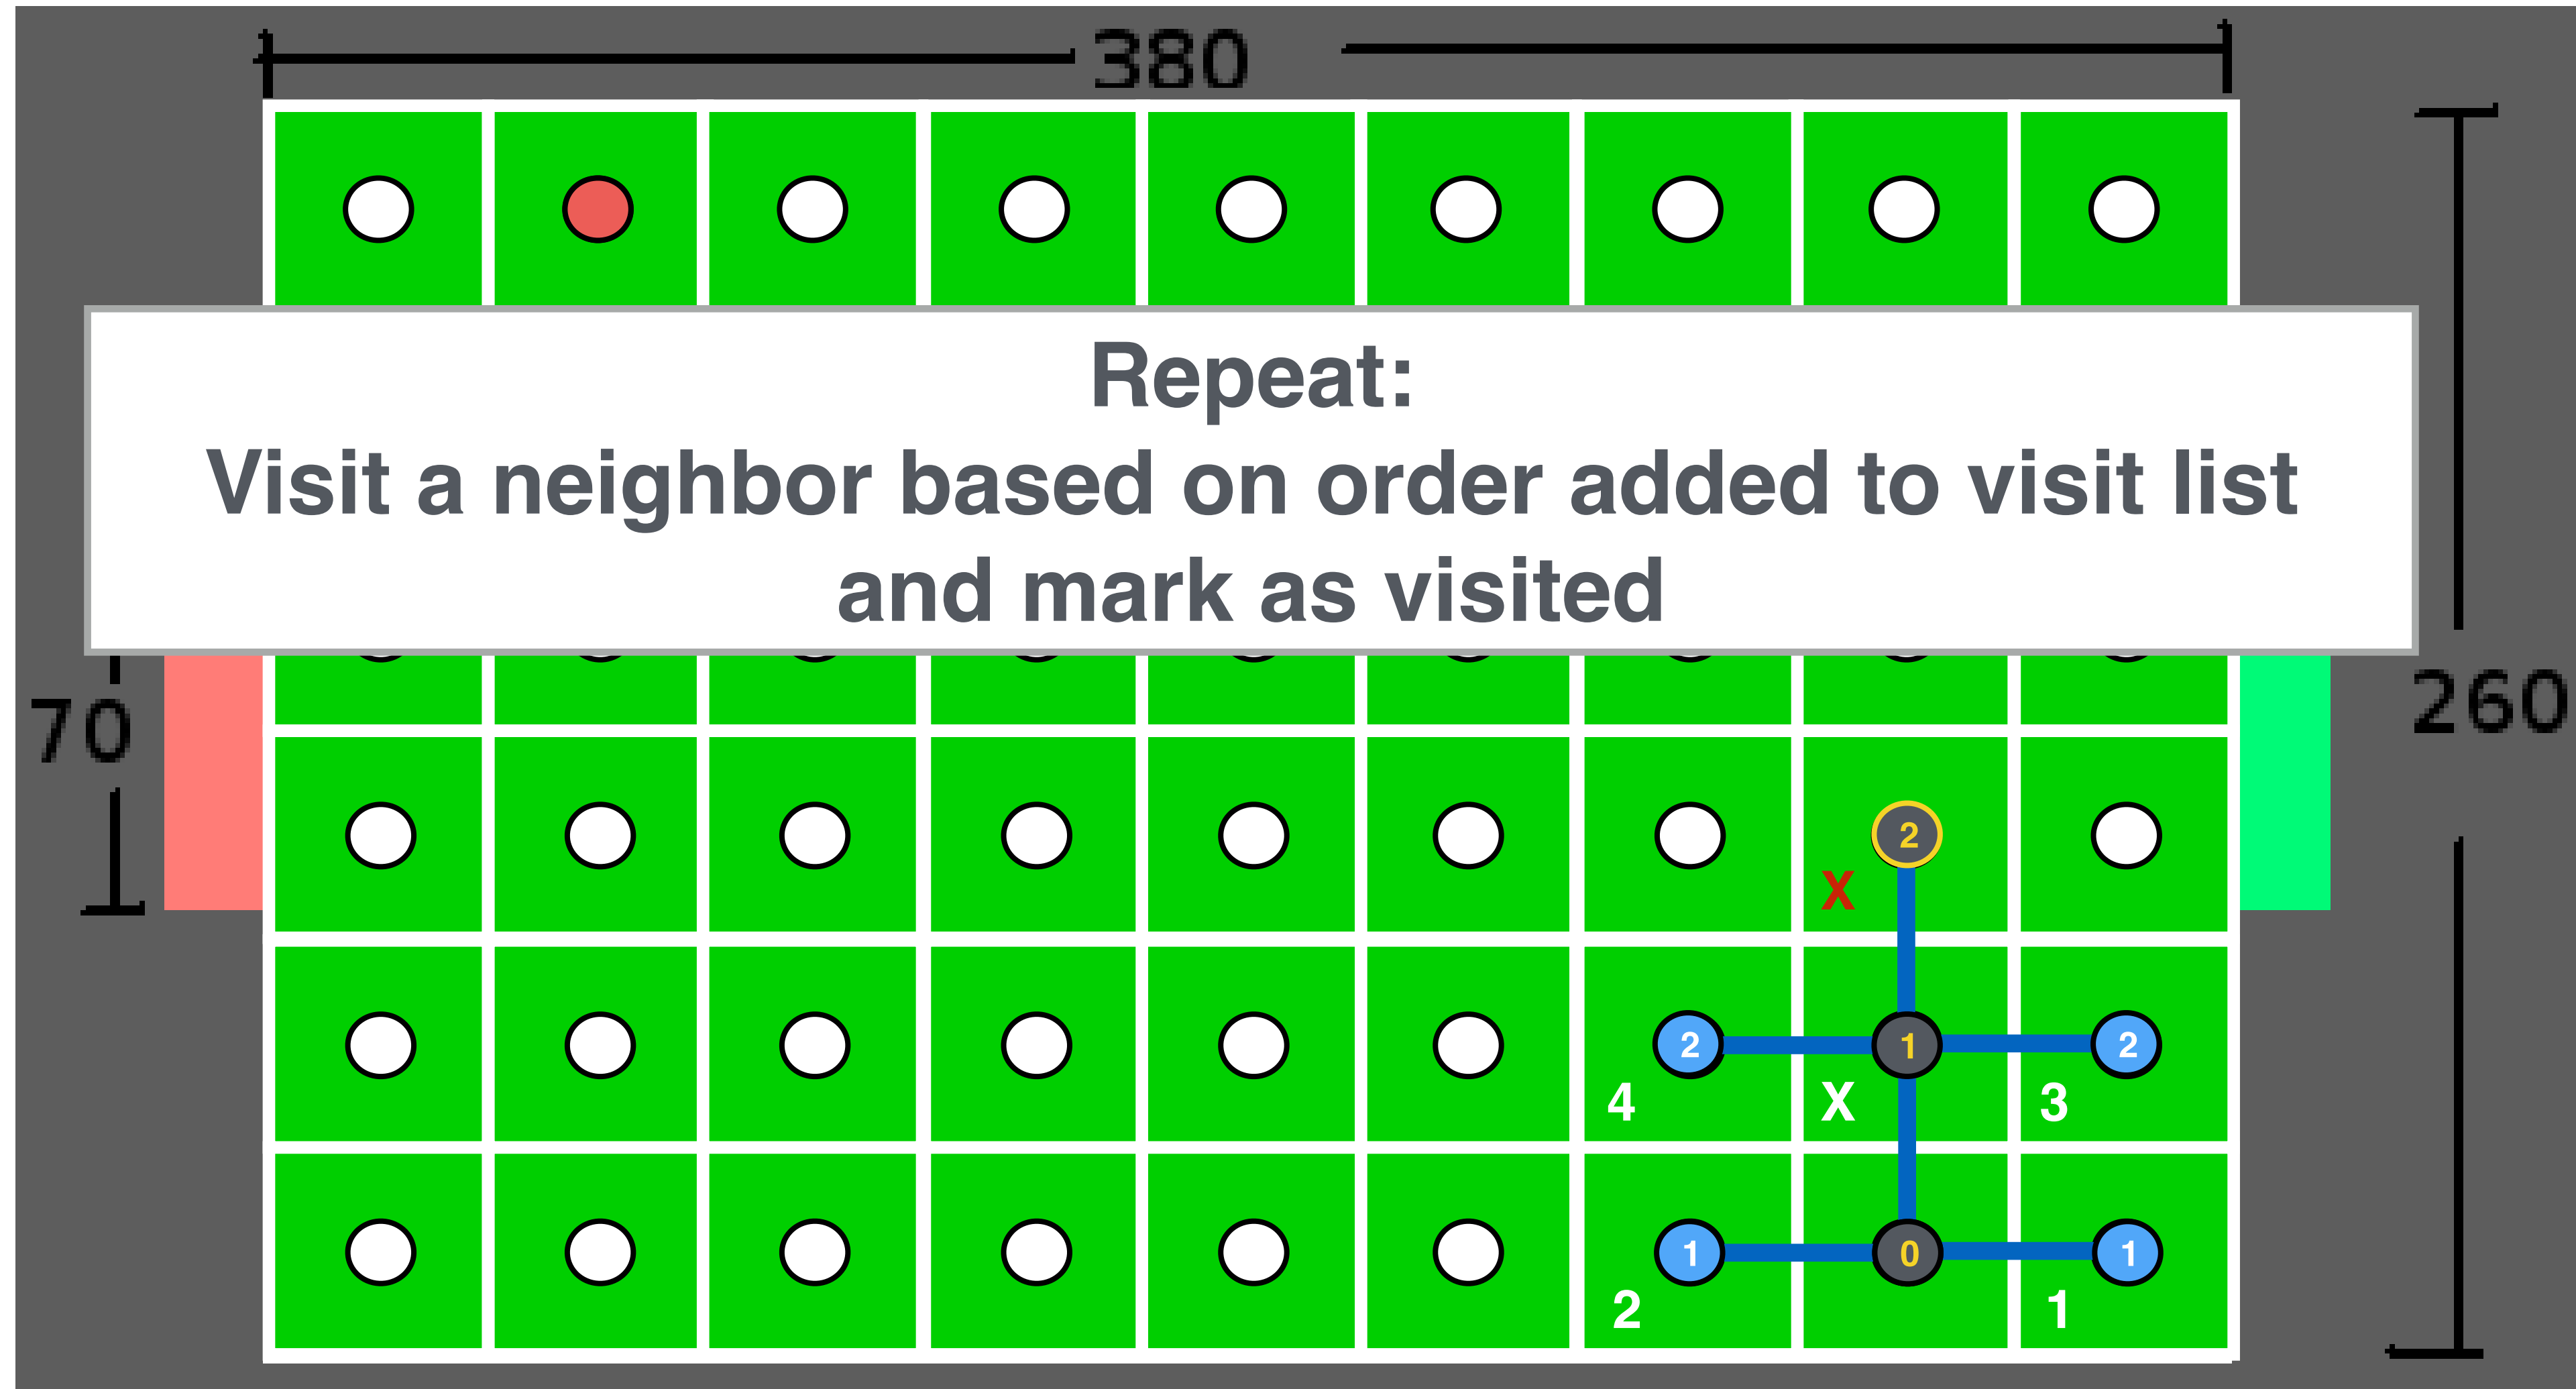 380
Repeat:
Visit a neighbor based on order added to visit list
and mark as visited
70
260
2
X
2 1 2
4 X 3
1 0 1
2 1